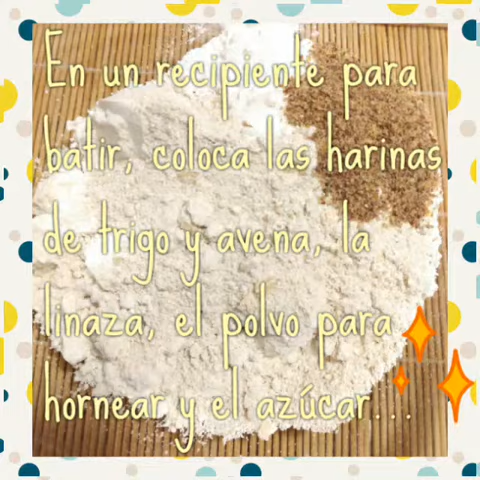 En un recipiente para
batir, coloca las harinas
de trigo y avena, la
linaza, el polvo para
hornear y el azúcar...